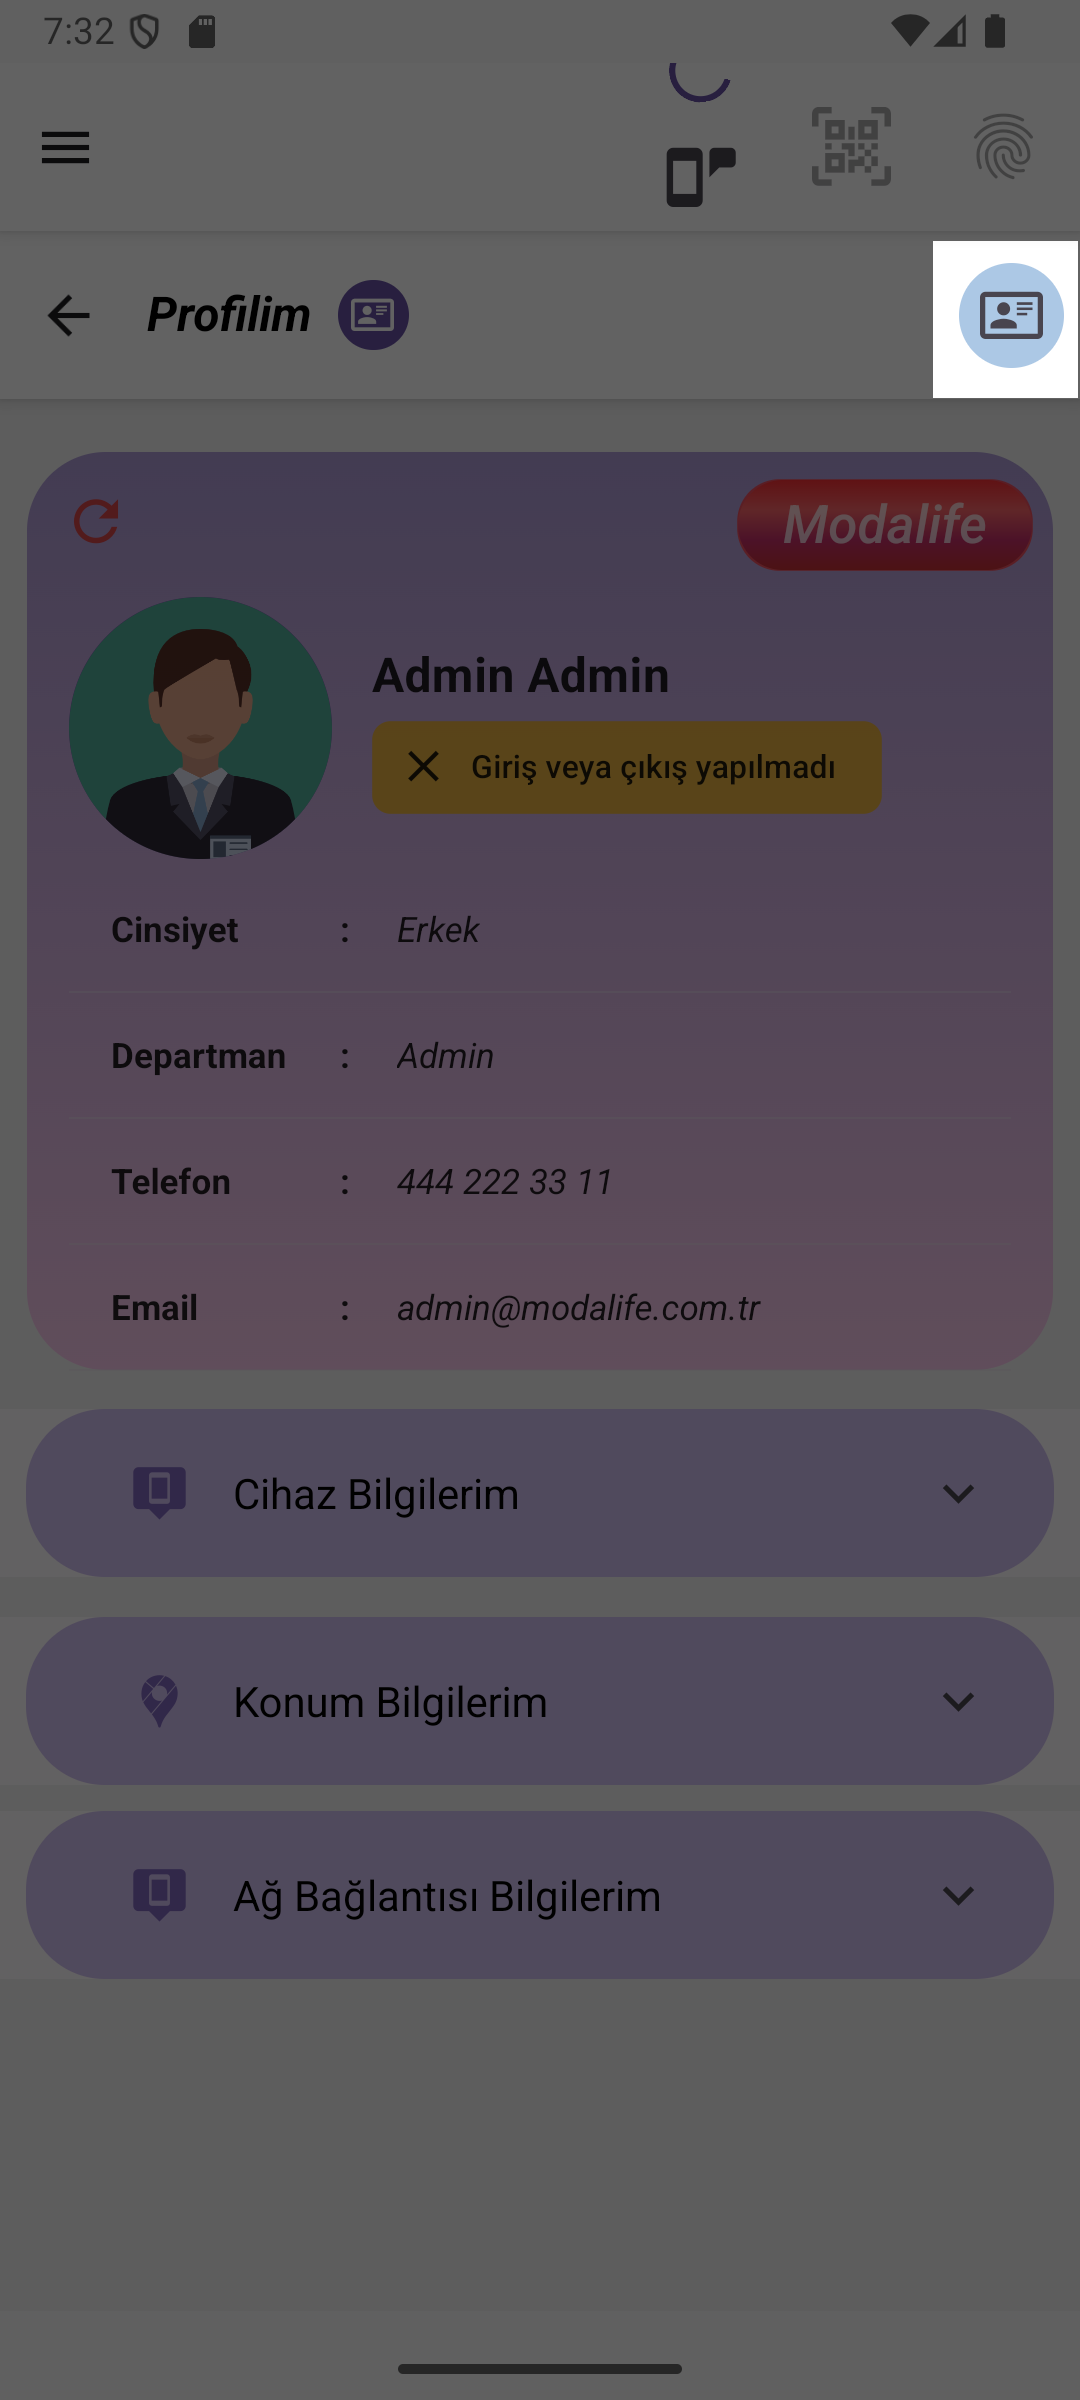 7:32
Profilim
Modalife
Admin Admin
Giriş veya çıkış yapılmadı
Cinsiyet : Erkek
Departman : Admin
Telefon : 444 222 33 11
Email : admin@modalife.com.tr
Cihaz Bilgilerim
Konum Bilgilerim
Ağ Bağlantısı Bilgilerim